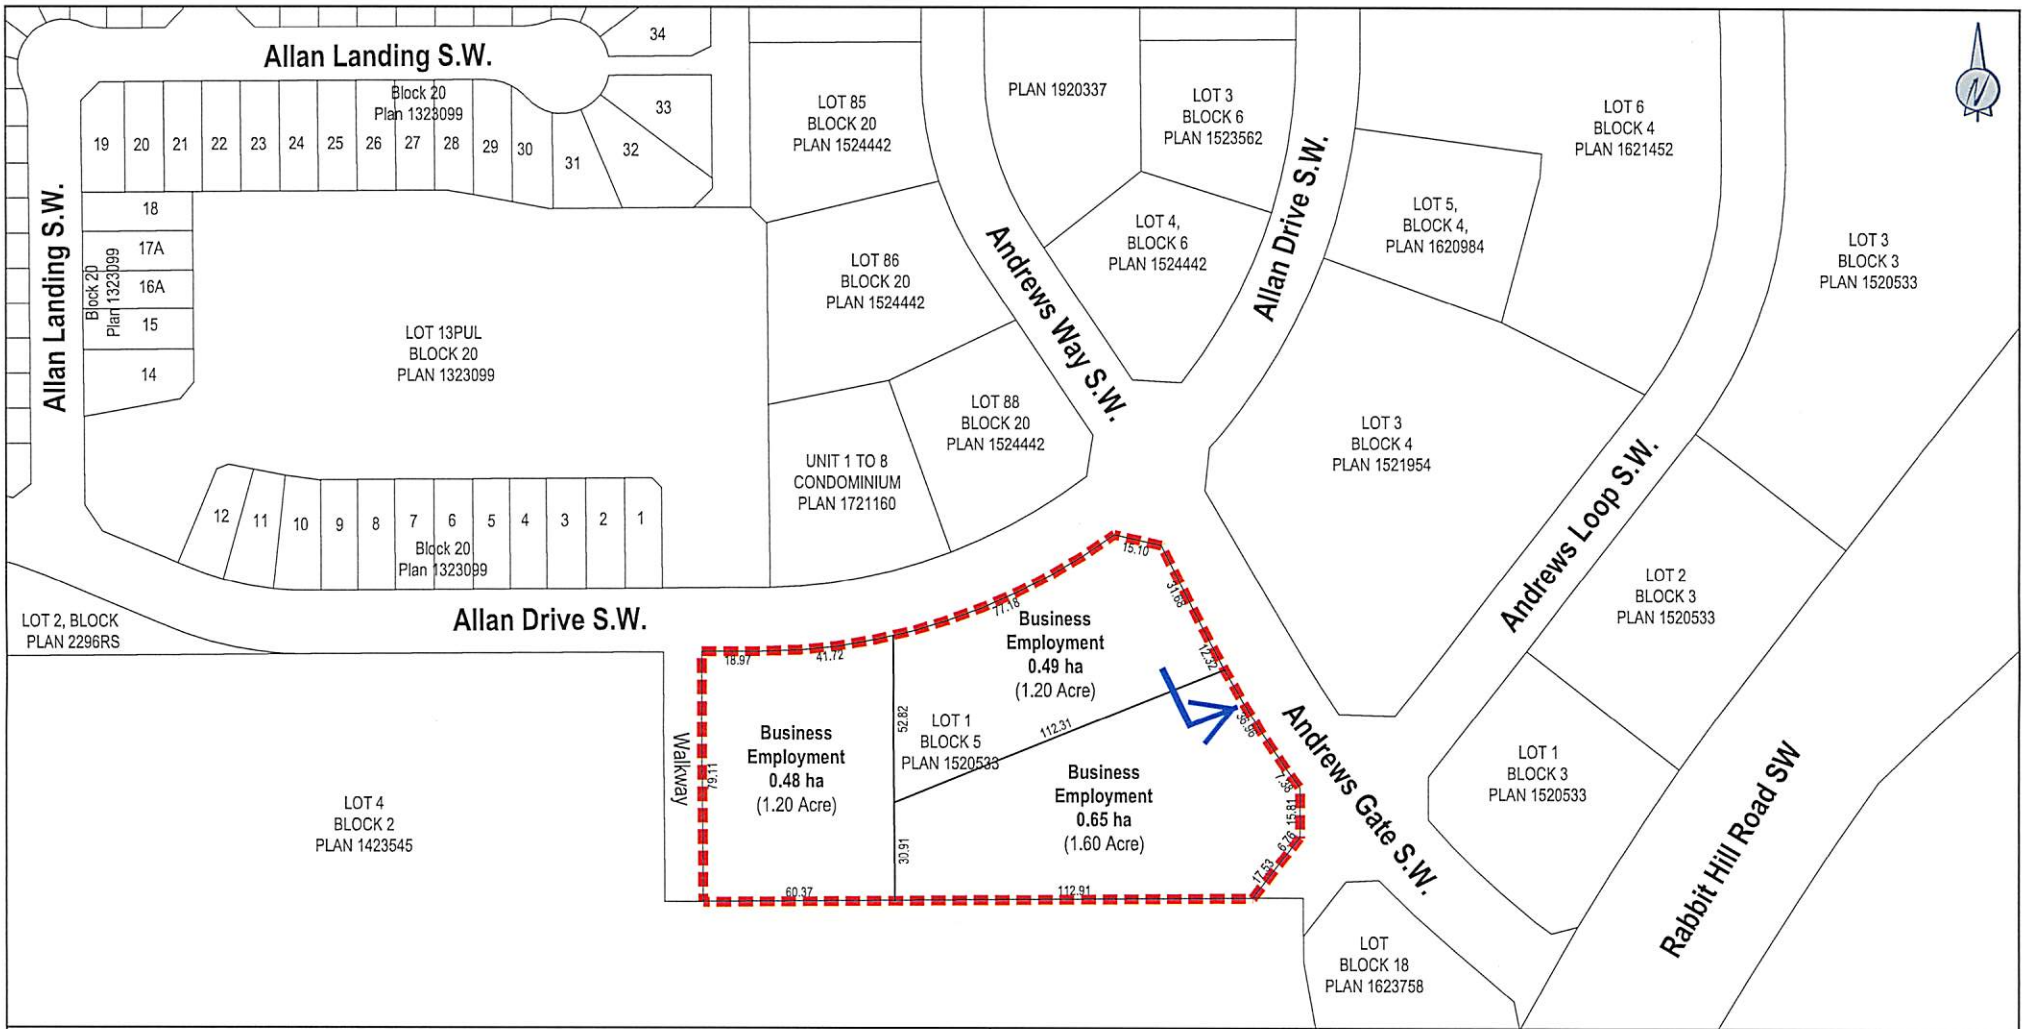 Allan Landing S.W.
34
33
32
31
Block 20
Plan 1323099
19
20
21
22
23
24
25
26
27
28
29
30
18
17A
16A
15
14
Block 20
Plan 1323099
Allan Landing S.W.
LOT 13PUL
BLOCK 20
PLAN 1323099
LOT 85
BLOCK 20
PLAN 1524442
LOT 86
BLOCK 20
PLAN 1524442
LOT 88
BLOCK 20
PLAN 1524442
UNIT 1 TO 8
CONDOMINIUM
PLAN 1721160
PLAN 1920337
LOT 3
BLOCK 6
PLAN 1523562
LOT 4,
BLOCK 6
PLAN 1524442
Andrews Way S.W.
Allan Drive S.W.
LOT 6
BLOCK 4
PLAN 1621452
LOT 5,
BLOCK 4,
PLAN 1620984
LOT 3
BLOCK 3
PLAN 1520533
LOT 3
BLOCK 4
PLAN 1521954
Andrews Loop S.W.
LOT 2
BLOCK 3
PLAN 1520533
LOT 1
BLOCK 3
PLAN 1520533
12
11
10
9
8
7
6
5
4
3
2
1
Block 20
Plan 1323099
LOT 2, BLOCK
PLAN 2296RS
Allan Drive S.W.
15.10
77.18
31.68
12.32
18.97
41.72
Business
Employment
0.49 ha
(1.20 Acre)
52.82
LOT 1
BLOCK 5
PLAN 1520533
112.31
Walkway
79.11
Business
Employment
0.48 ha
(1.20 Acre)
Business
Employment
0.65 ha
(1.60 Acre)
7.38
15.81
6.76
17.53
30.91
60.37
112.91
Andrews Gate S.W.
Rabbit Hill Road SW
LOT 4
BLOCK 2
PLAN 1423545
LOT
BLOCK 18
PLAN 1623758
N